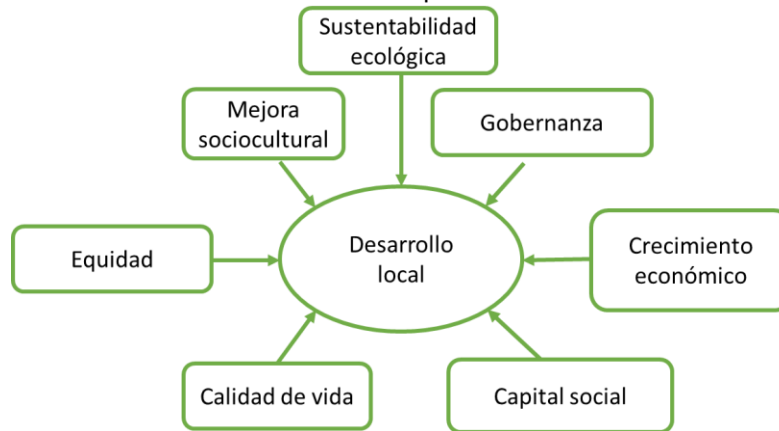 Sustentabilidad
ecológica
Mejora
sociocultural
Gobernanza
Equidad
Desarrollo
local
Crecimiento
económico
Calidad de vida
Capital social